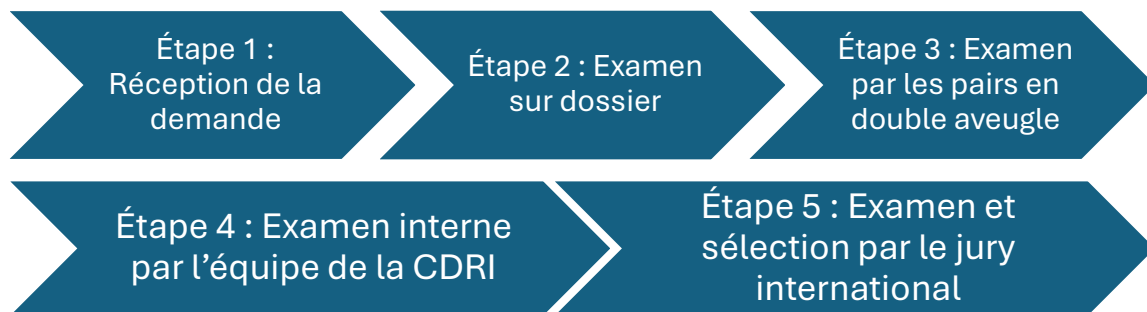 Étape 1 :
Réception de la
demande
Étape 2 : Examen
sur dossier
Étape 3 : Examen
par les pairs en
double aveugle
Étape 4 : Examen interne
par l’équipe de la CDRI
Étape 5 : Examen et
sélection par le jury
international